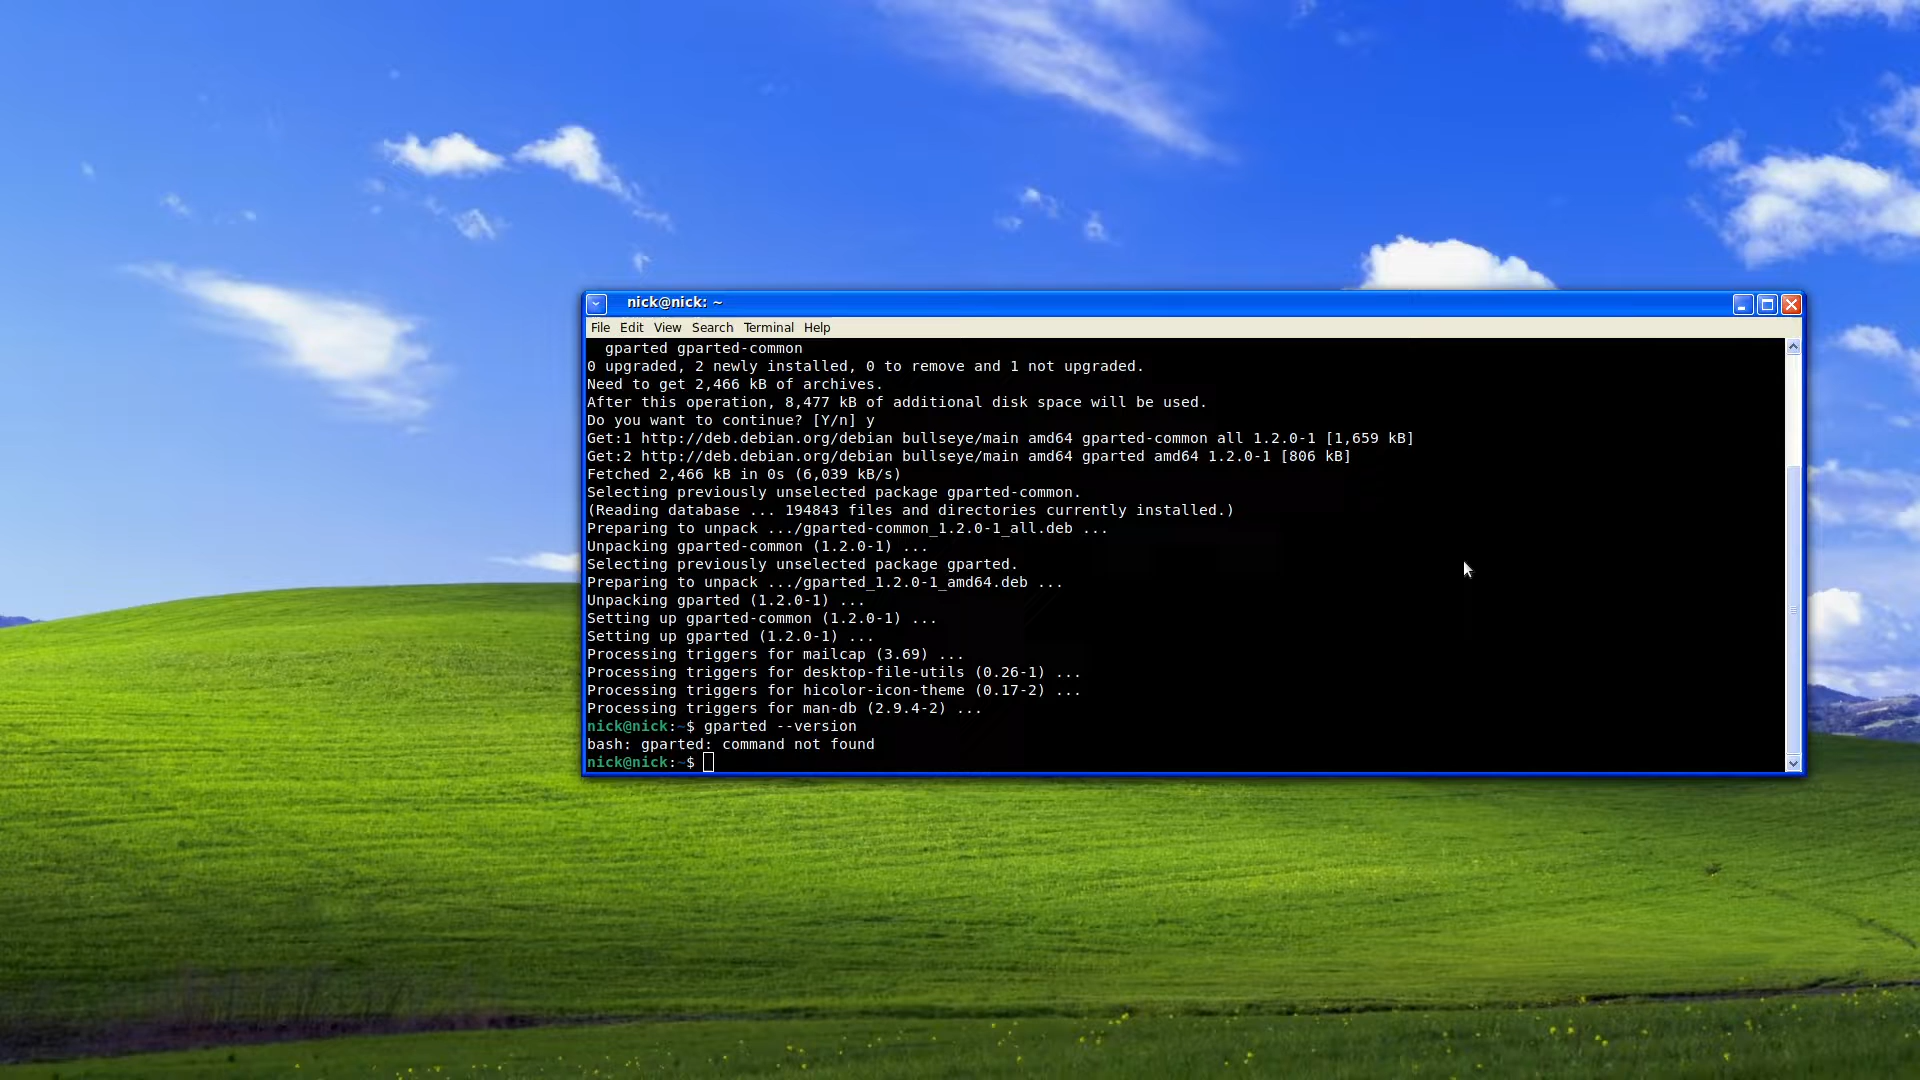 nick@nick: ~
File Edit View Search Terminal Help
gparted gparted-common
0 upgraded, 2 newly installed, 0 to remove and 1 not upgraded.
Need to get 2,466 kB of archives.
After this operation, 8,477 kB of additional disk space will be used.
Do you want to continue? [Y/n] y
Get:1 http://deb.debian.org/debian bullseye/main amd64 gparted-common all 1.2.0-1 [1,659 kB]
Get:2 http://deb.debian.org/debian bullseye/main amd64 gparted amd64 1.2.0-1 [806 kB]
Fetched 2,466 kB in 0s (6,039 kB/s)
Selecting previously unselected package gparted-common.
(Reading database ... 194843 files and directories currently installed.)
Preparing to unpack .../gparted-common_1.2.0-1_all.deb ...
Unpacking gparted-common (1.2.0-1) ...
Selecting previously unselected package gparted.
Preparing to unpack .../gparted_1.2.0-1_amd64.deb ...
Unpacking gparted (1.2.0-1) ...
Setting up gparted-common (1.2.0-1) ...
Setting up gparted (1.2.0-1) ...
Processing triggers for mailcap (3.69) ...
Processing triggers for desktop-file-utils (0.26-1) ...
Processing triggers for hicolor-icon-theme (0.17-2) ...
Processing triggers for man-db (2.9.4-2) ...
nick@nick:~$ gparted --version
bash: gparted: command not found
nick@nick:~$